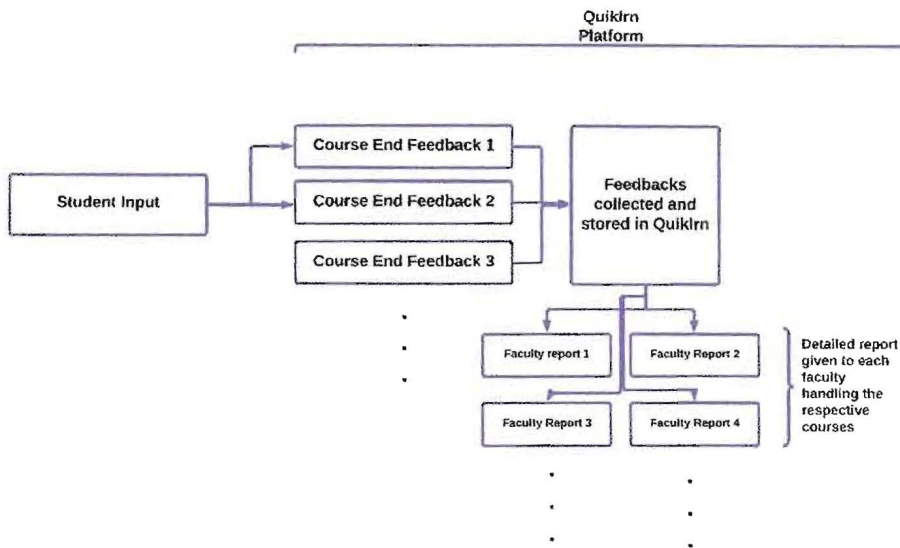 Quiklrn
Platform
Course End Feedback 1
Student Input
Course End Feedback 2
Course End Feedback 3
Feedbacks
collected and
stored in Quiklrn
Faculty report 1
Faculty Report 2
Faculty Report 3
Faculty Report 4
Detailed report
given to each
faculty
handling the
respective
courses